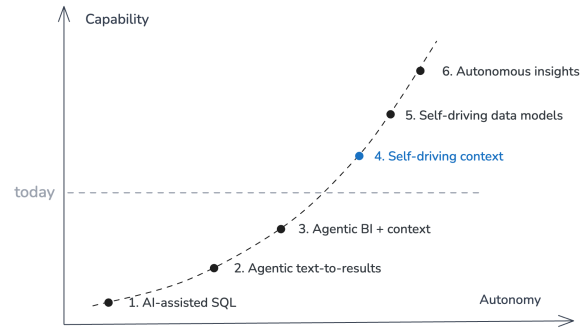 Capability
6. Autonomous insights
5. Self-driving data models
4. Self-driving context
today
3. Agentic BI + context
2. Agentic text-to-results
1. AI-assisted SQL
Autonomy